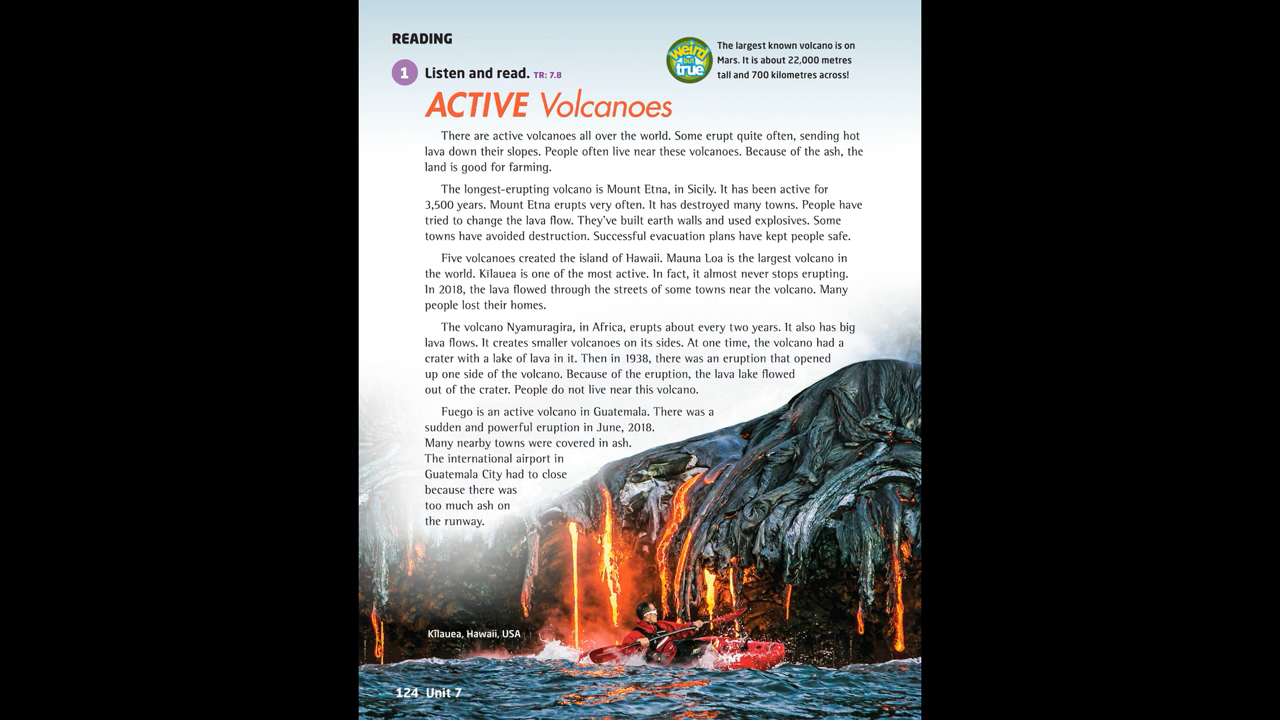 READING
weird but true
The largest known volcano is on
Mars. It is about 22,000 metres
tall and 700 kilometres across!
1 Listen and read. TR: 7.8
ACTIVE Volcanoes
There are active volcanoes all over the world. Some erupt quite often, sending hot
lava down their slopes. People often live near these volcanoes. Because of the ash, the
land is good for farming.
The longest-erupting volcano is Mount Etna, in Sicily. It has been active for
3,500 years. Mount Etna erupts very often. It has destroyed many towns. People have
tried to change the lava flow. They've built earth walls and used explosives. Some
towns have avoided destruction. Successful evacuation plans have kept people safe.
Five volcanoes created the island of Hawaii. Mauna Loa is the largest volcano in
the world. Kīlauea is one of the most active. In fact, it almost never stops erupting.
In 2018, the lava flowed through the streets of some towns near the volcano. Many
people lost their homes.
The volcano Nyamuragira, in Africa, erupts about every two years. It also has big
lava flows. It creates smaller volcanoes on its sides. At one time, the volcano had a
crater with a lake of lava in it. Then in 1938, there was an eruption that opened
up one side of the volcano. Because of the eruption, the lava lake flowed
out of the crater. People do not live near this volcano.
Fuego is an active volcano in Guatemala. There was a
sudden and powerful eruption in June, 2018.
Many nearby towns were covered in ash.
The international airport in
Guatemala City had to close
because there was
too much ash on
the runway.
Kīlauea, Hawaii, USA
TNT
124 Unit 7